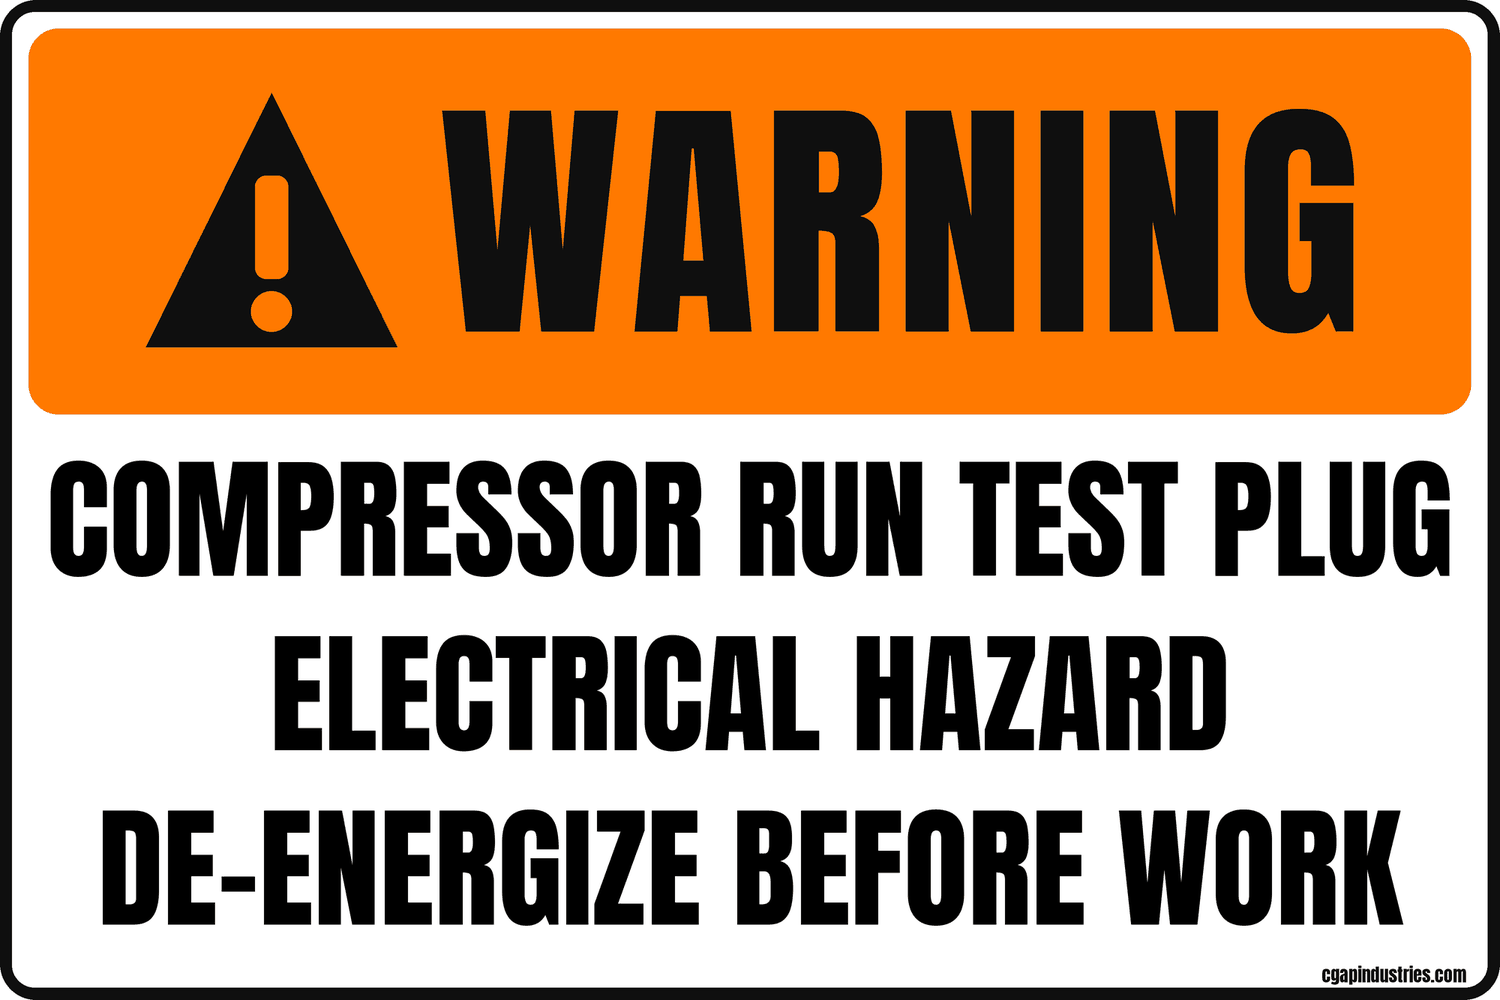 WARNING
COMPRESSOR RUN TEST PLUG
ELECTRICAL HAZARD
DE-ENERGIZE BEFORE WORK
cgapindustries.com